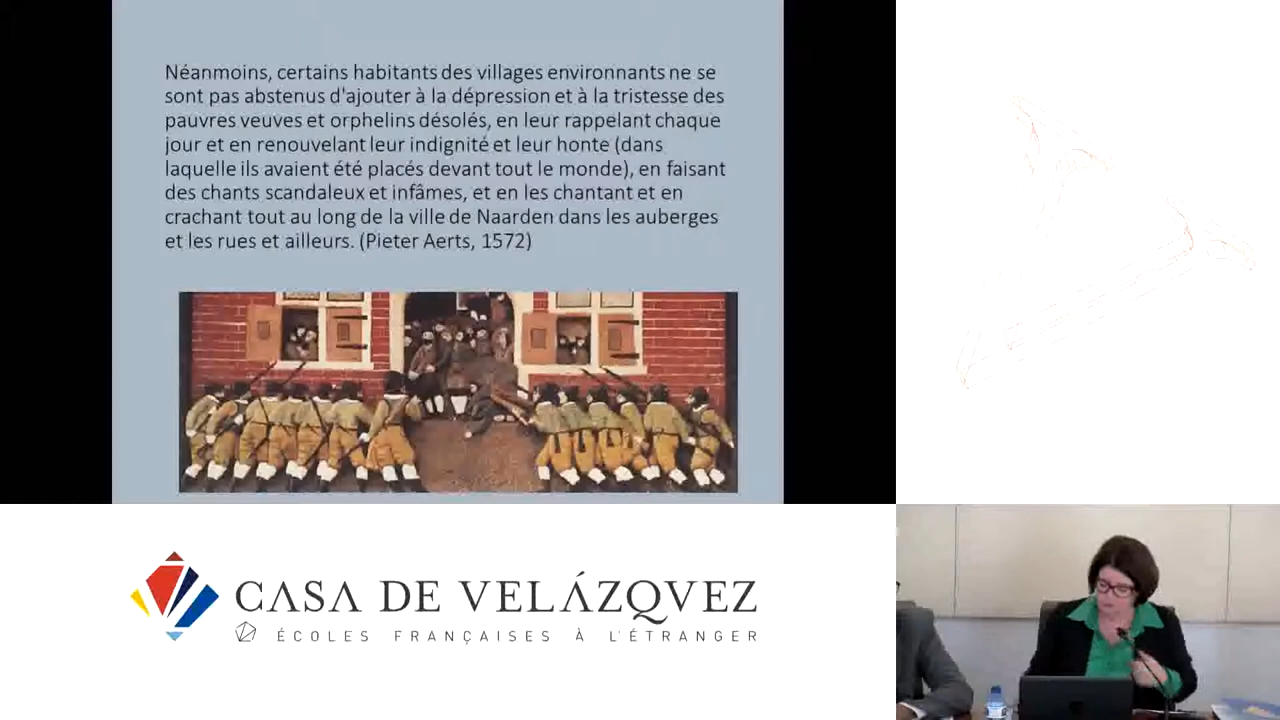 Néanmoins, certains habitants des villages environnants ne se
sont pas abstenus d'ajouter à la dépression et à la tristesse des
pauvres veuves et orphelins désolés, en leur rappelant chaque
jour et en renouvelant leur indignité et leur honte (dans
laquelle ils avaient été placés devant tout le monde), en faisant
des chants scandaleux et infâmes, et en les chantant et en
crachant tout au long de la ville de Naarden dans les auberges
et les rues et ailleurs. (Pieter Aerts, 1572)
CASA DE VELÁZQVEZ
ÉCOLES FRANÇAISES À L'ÉTRANGER